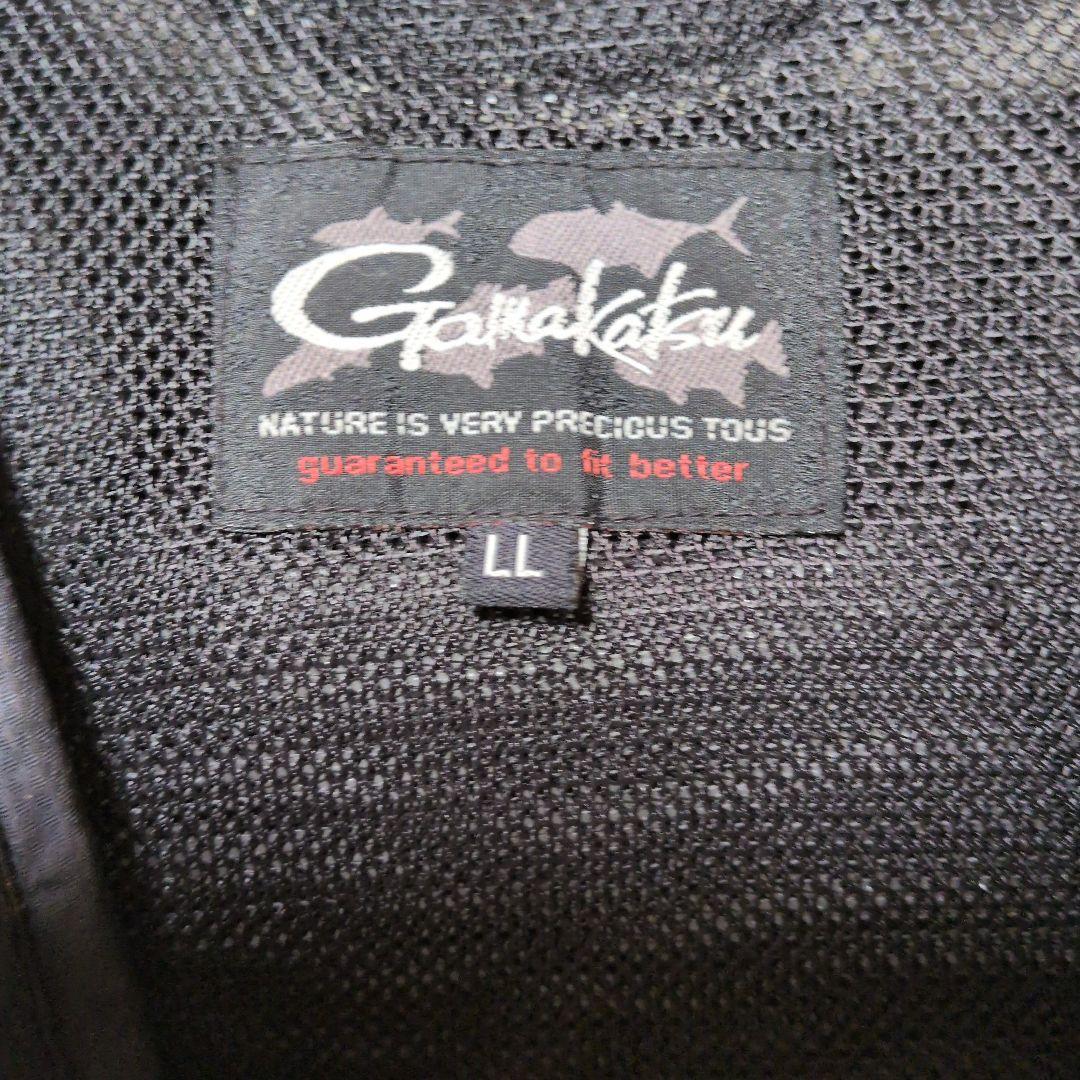 Gamakatsu
NATURE IS VERY PRECIOUS TOUS
guaranteed to fit better
LL